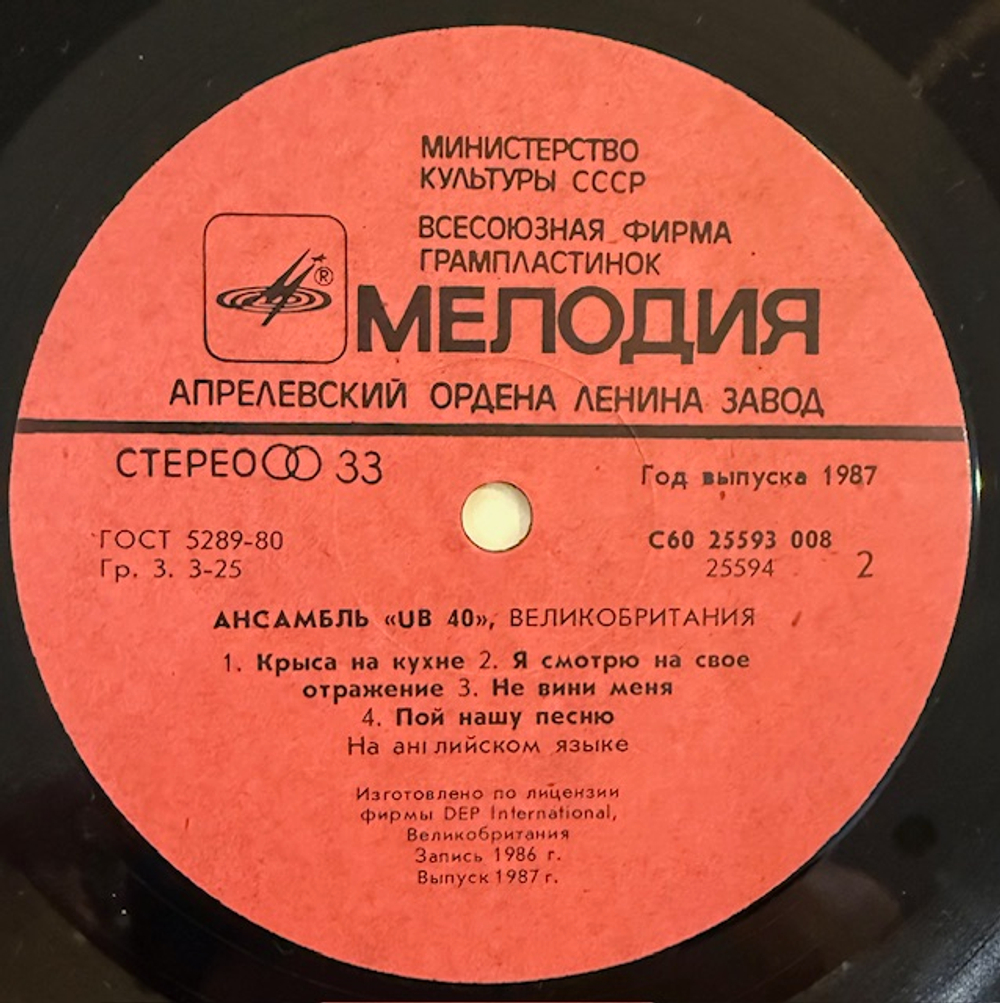 МИНИСТЕРСТВО
КУЛЬТУРЫ СССР
ВСЕСОЮЗНАЯ ФИРМА
ГРАМПЛАСТИНОК
®
МЕЛОДИЯ
АПРЕЛЕВСКИЙ ОРДЕНА ЛЕНИНА ЗАВОД
СТЕРЕО 33
Год выпуска 1987
ГОСТ 5289-80
Гр. 3. 3-25
С60 25593 008
25594 2
АНСАМБЛЬ «UB 40», ВЕЛИКОБРИТАНИЯ
1. Крыса на кухне 2. Я смотрю на свое
отражение 3. Не вини меня
4. Пой нашу песню
На английском языке
Изготовлено по лицензии
фирмы DEP International,
Великобритания
Запись 1986 г.
Выпуск 1987 г.